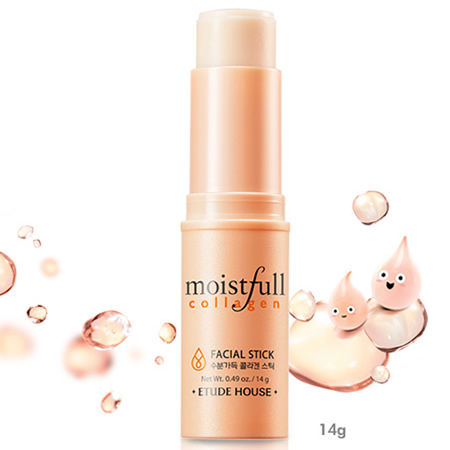 moistfull
collagen
FACIAL STICK
수분가득 콜라겐 스틱
Net Wt. 0.49 oz. / 14 g
• ETUDE HOUSE •
14g